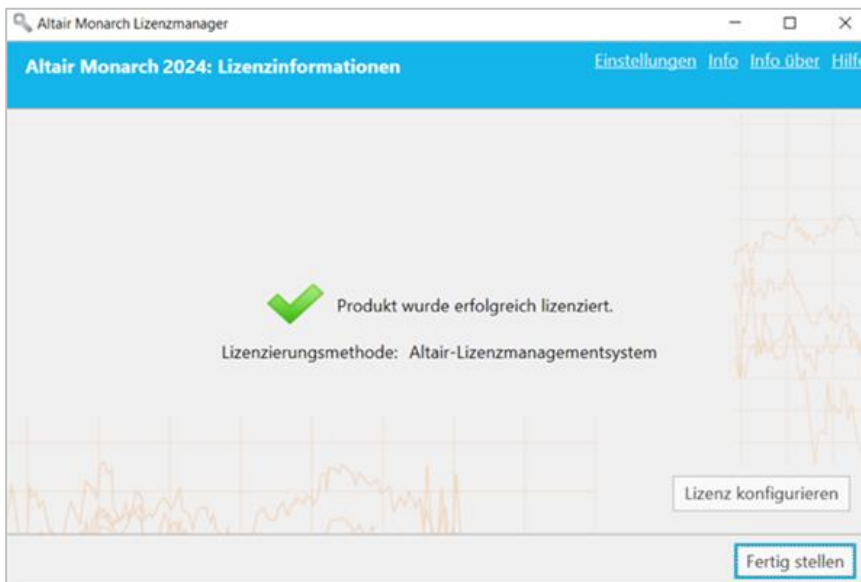 Altair Monarch Lizenzmanager
Altair Monarch 2024: Lizenzinformationen
Einstellungen Info Info über Hilfe
Produkt wurde erfolgreich lizenziert.
Lizenzierungsmethode: Altair-Lizenzmanagementsystem
Lizenz konfigurieren
Fertig stellen